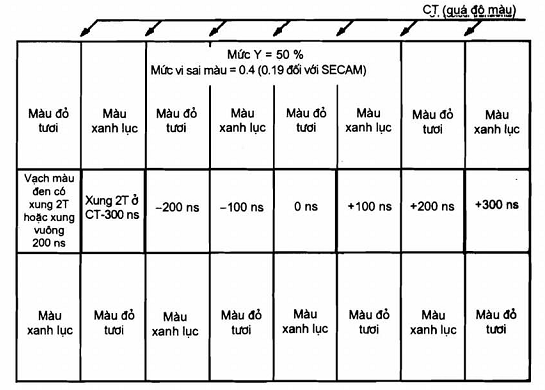 CT (quá độ màu)
Mức Y = 50 %
Mức vi sai màu = 0.4 (0.19 đối với SECAM)
Màu đỏ tươi
Màu xanh lục
Màu đỏ tươi
Màu xanh lục
Màu đỏ tươi
Màu xanh lục
Màu đỏ tươi
Màu xanh lục
Vạch màu
đen có
xung 2T
hoặc xung
vuông
200 ns
Xung 2T ở
CT-300 ns
–200 ns
–100 ns
0 ns
+100 ns
+200 ns
+300 ns
Màu xanh lục
Màu đỏ tươi
Màu xanh lục
Màu đỏ tươi
Màu xanh lục
Màu đỏ tươi
Màu xanh lục
Màu đỏ tươi